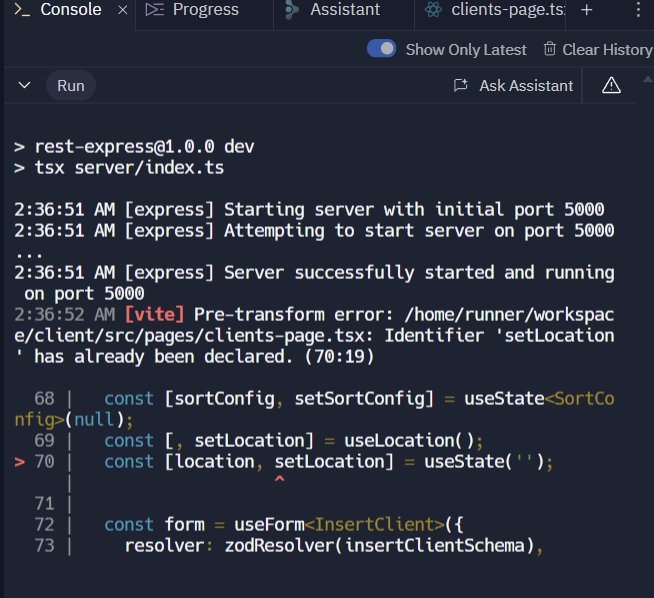 >_ Console × Progress Assistant clients-page.ts +
Show Only Latest Clear History
Run Ask Assistant
> rest-express@1.0.0 dev
> tsx server/index.ts
2:36:51 AM [express] Starting server with initial port 5000
2:36:51 AM [express] Attempting to start server on port 5000
...
2:36:51 AM [express] Server successfully started and running
on port 5000
2:36:52 AM [vite] Pre-transform error: /home/runner/workspac
e/client/src/pages/clients-page.tsx: Identifier 'setLocation
' has already been declared. (70:19)
68 |   const [sortConfig, setSortConfig] = useState<SortCo
nfig>(null);
69 |   const [, setLocation] = useLocation();
> 70 |   const [location, setLocation] = useState('');
|                    ^
71 |
72 |   const form = useForm<InsertClient>({
73 |     resolver: zodResolver(insertClientSchema),